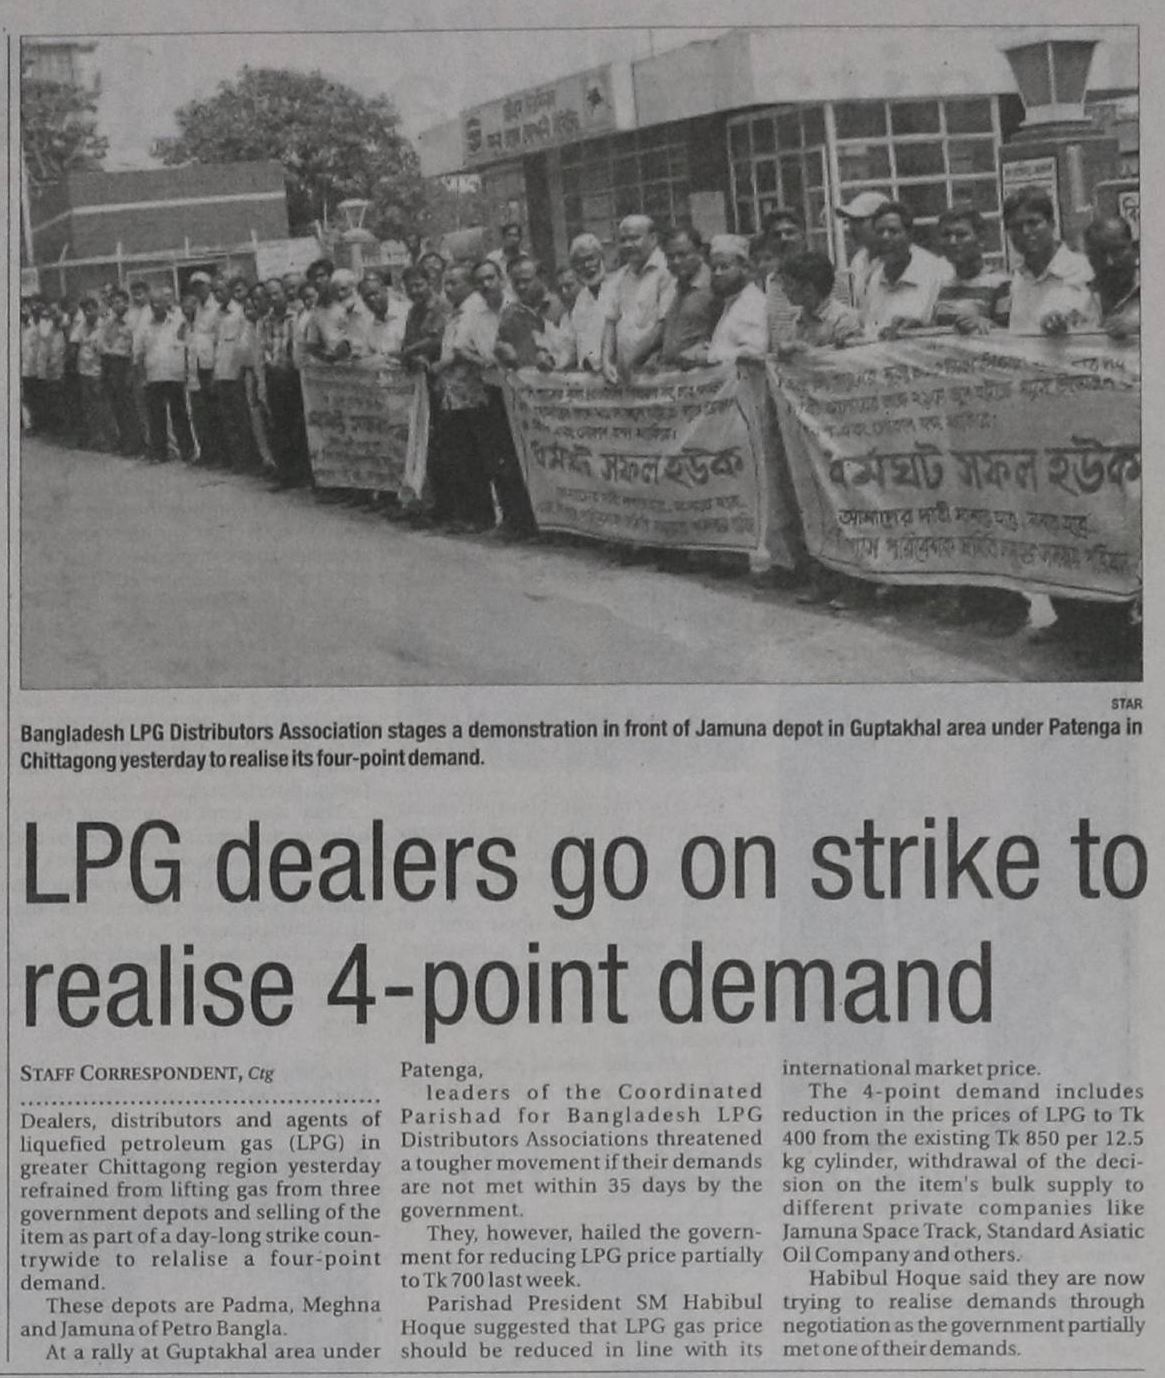 ধর্মঘট সফল হউক
ধর্মঘট সফল হউক
আমাদের দাবী
STAR
Bangladesh LPG Distributors Association stages a demonstration in front of Jamuna depot in Guptakhal area under Patenga in
Chittagong yesterday to realise its four-point demand.
LPG dealers go on strike to
realise 4-point demand
STAFF CORRESPONDENT, Ctg
Dealers, distributors and agents of
liquefied petroleum gas (LPG) in
greater Chittagong region yesterday
refrained from lifting gas from three
government depots and selling of the
item as part of a day-long strike coun-
trywide to relalise a four-point
demand.
These depots are Padma, Meghna
and Jamuna of Petro Bangla.
At a rally at Guptakhal area under
Patenga,
leaders of the Coordinated
Parishad for Bangladesh LPG
Distributors Associations threatened
a tougher movement if their demands
are not met within 35 days by the
government.
They, however, hailed the govern-
ment for reducing LPG price partially
to Tk 700 last week.
Parishad President SM Habibul
Hoque suggested that LPG gas price
should be reduced in line with its
international market price.
The 4-point demand includes
reduction in the prices of LPG to Tk
400 from the existing Tk 850 per 12.5
kg cylinder, withdrawal of the deci-
sion on the item's bulk supply to
different private companies like
Jamuna Space Track, Standard Asiatic
Oil Company and others.
Habibul Hoque said they are now
trying to realise demands through
negotiation as the government partially
met one of their demands.